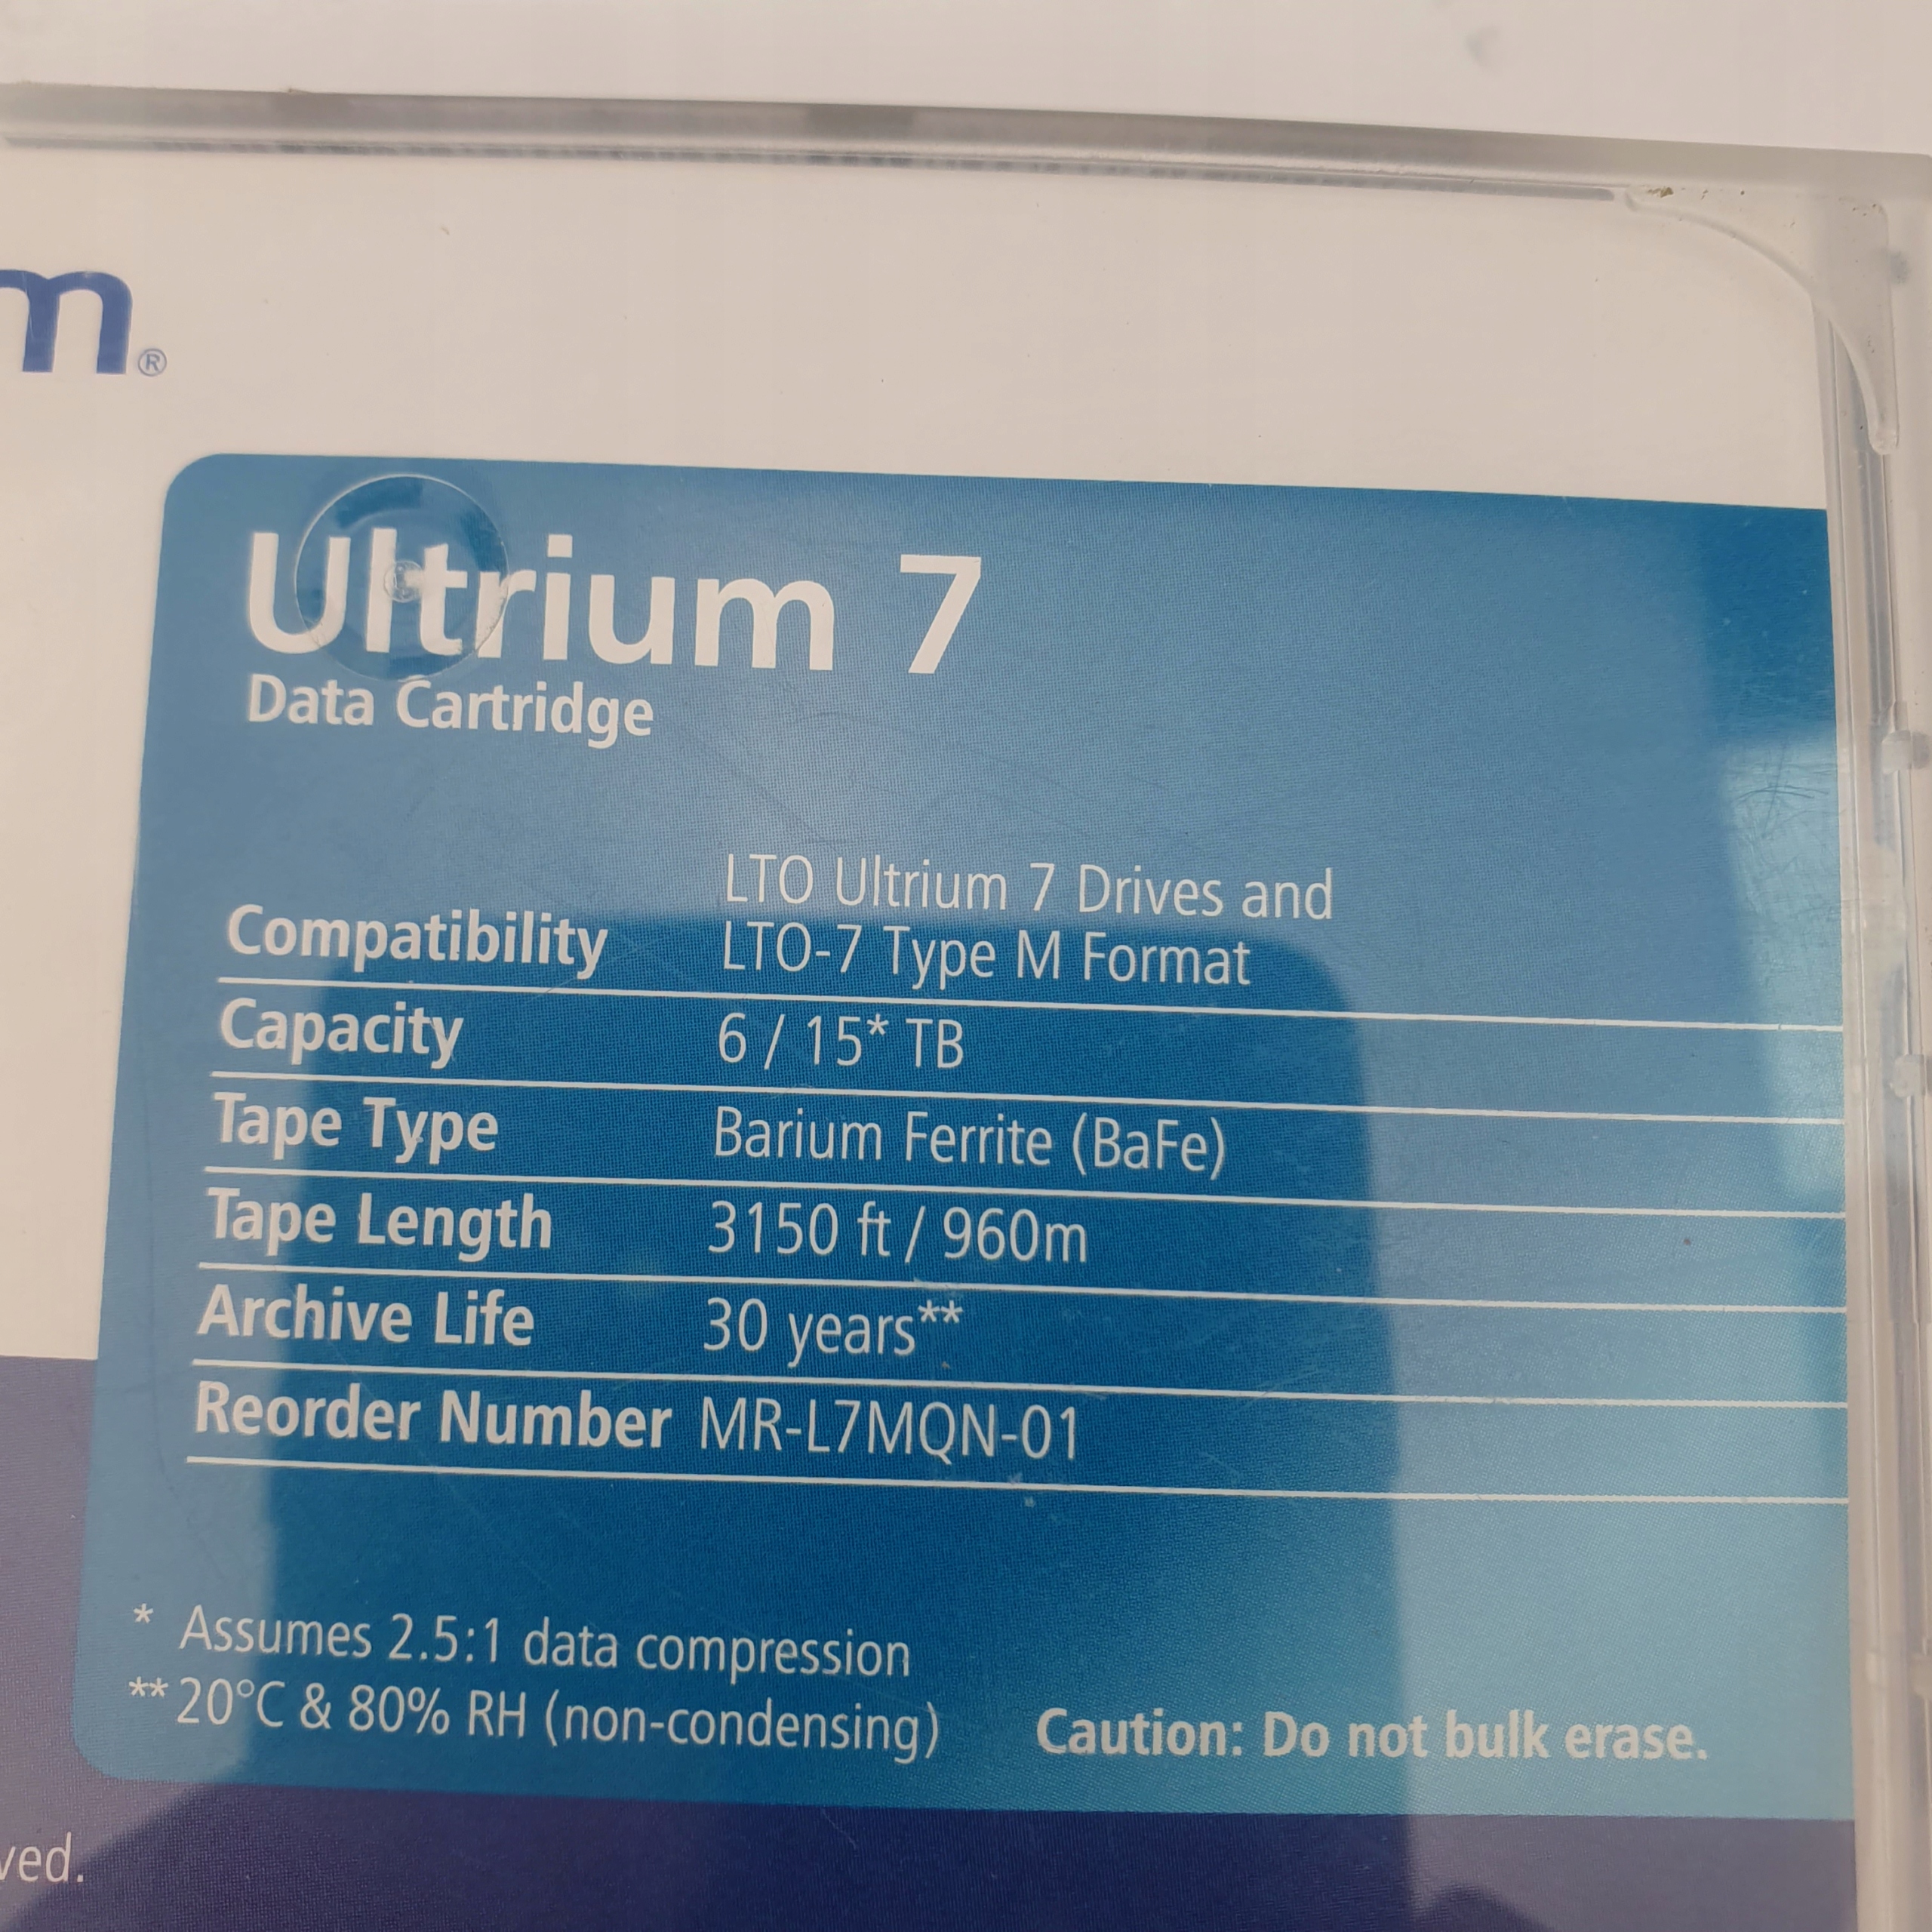 m®
Ultrium 7
Data Cartridge
Compatibility LTO Ultrium 7 Drives and
LTO-7 Type M Format
Capacity 6 / 15* TB
Tape Type Barium Ferrite (BaFe)
Tape Length 3150 ft / 960m
Archive Life 30 years**
Reorder Number MR-L7MQN-01
* Assumes 2.5:1 data compression
** 20°C & 80% RH (non-condensing)
Caution: Do not bulk erase.
ved.